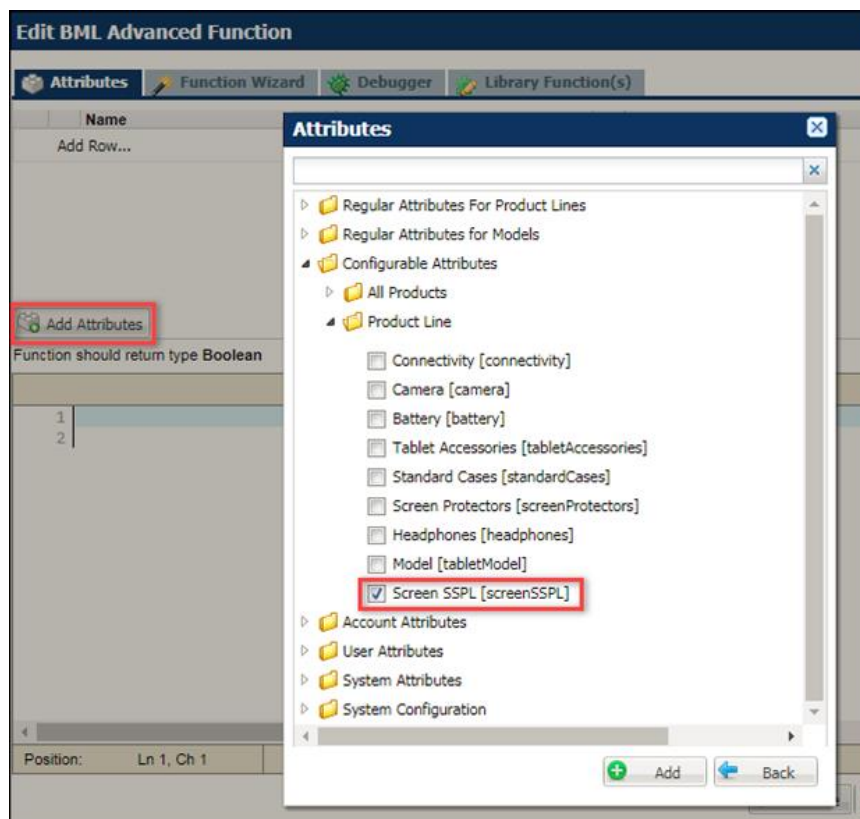 Edit BML Advanced Function
Attributes Function Wizard Debugger Library Function(s)
Name
Add Row...
Add Attributes
Function should return type Boolean
1
2
Position: Ln 1, Ch 1
Attributes
Regular Attributes For Product Lines
Regular Attributes for Models
Configurable Attributes
All Products
Product Line
Connectivity [connectivity]
Camera [camera]
Battery [battery]
Tablet Accessories [tabletAccessories]
Standard Cases [standardCases]
Screen Protectors [screenProtectors]
Headphones [headphones]
Model [tabletModel]
Screen SSPL [screenSSPL]
Account Attributes
User Attributes
System Attributes
System Configuration
Add Back